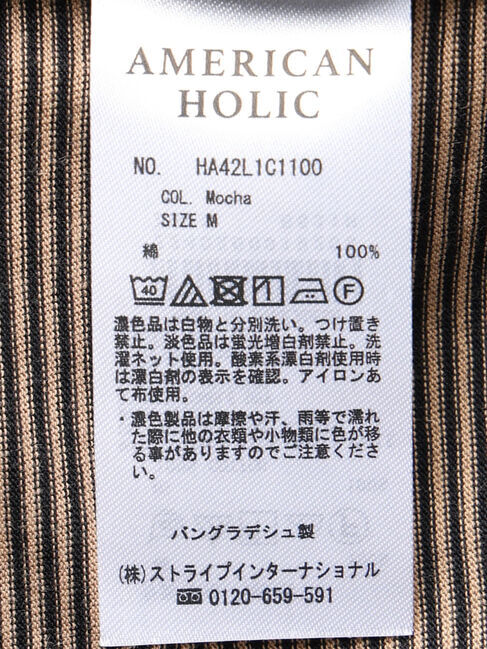 AMERICAN
HOLIC
NO. HA42L1C1100
COL. Mocha
SIZE M
綿 100%
40 F
濃色品は白物と分別洗い。つけ置き
禁止。淡色品は蛍光増白剤禁止。洗
濯ネット使用。酸素系漂白剤使用時
は漂白剤の表示を確認。アイロンあ
て布使用。
・濃色製品は摩擦や汗、雨等で濡れ
た際に他の衣類や小物類に色が移
る事がありますのでご注意くださ
い。
バングラデシュ製
(株)ストライプインターナショナル
0120-659-591